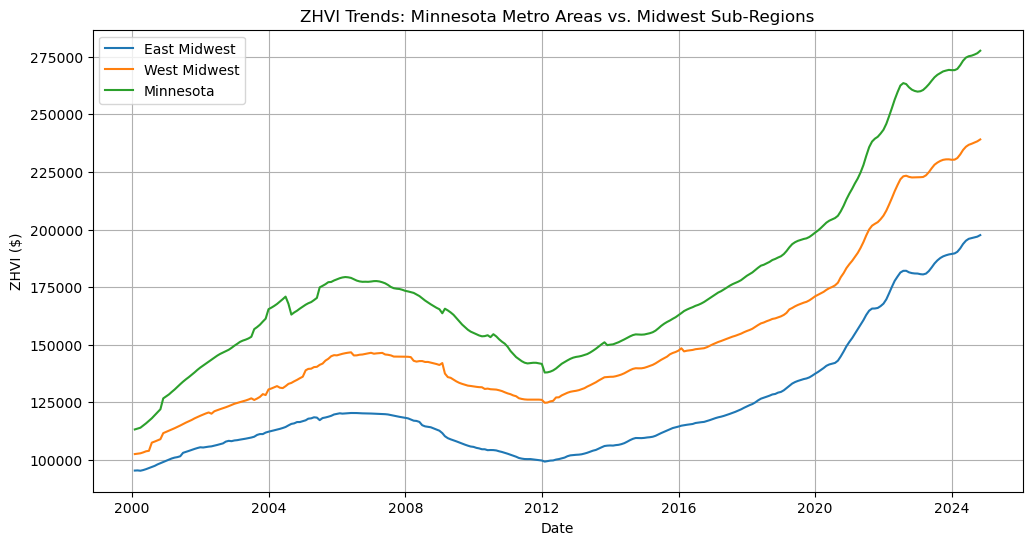 ZHVI Trends: Minnesota Metro Areas vs. Midwest Sub-Regions
East Midwest
West Midwest
Minnesota
275000
250000
225000
200000
175000
150000
125000
100000
ZHVI ($)
2000
2004
2008
2012
2016
2020
2024
Date